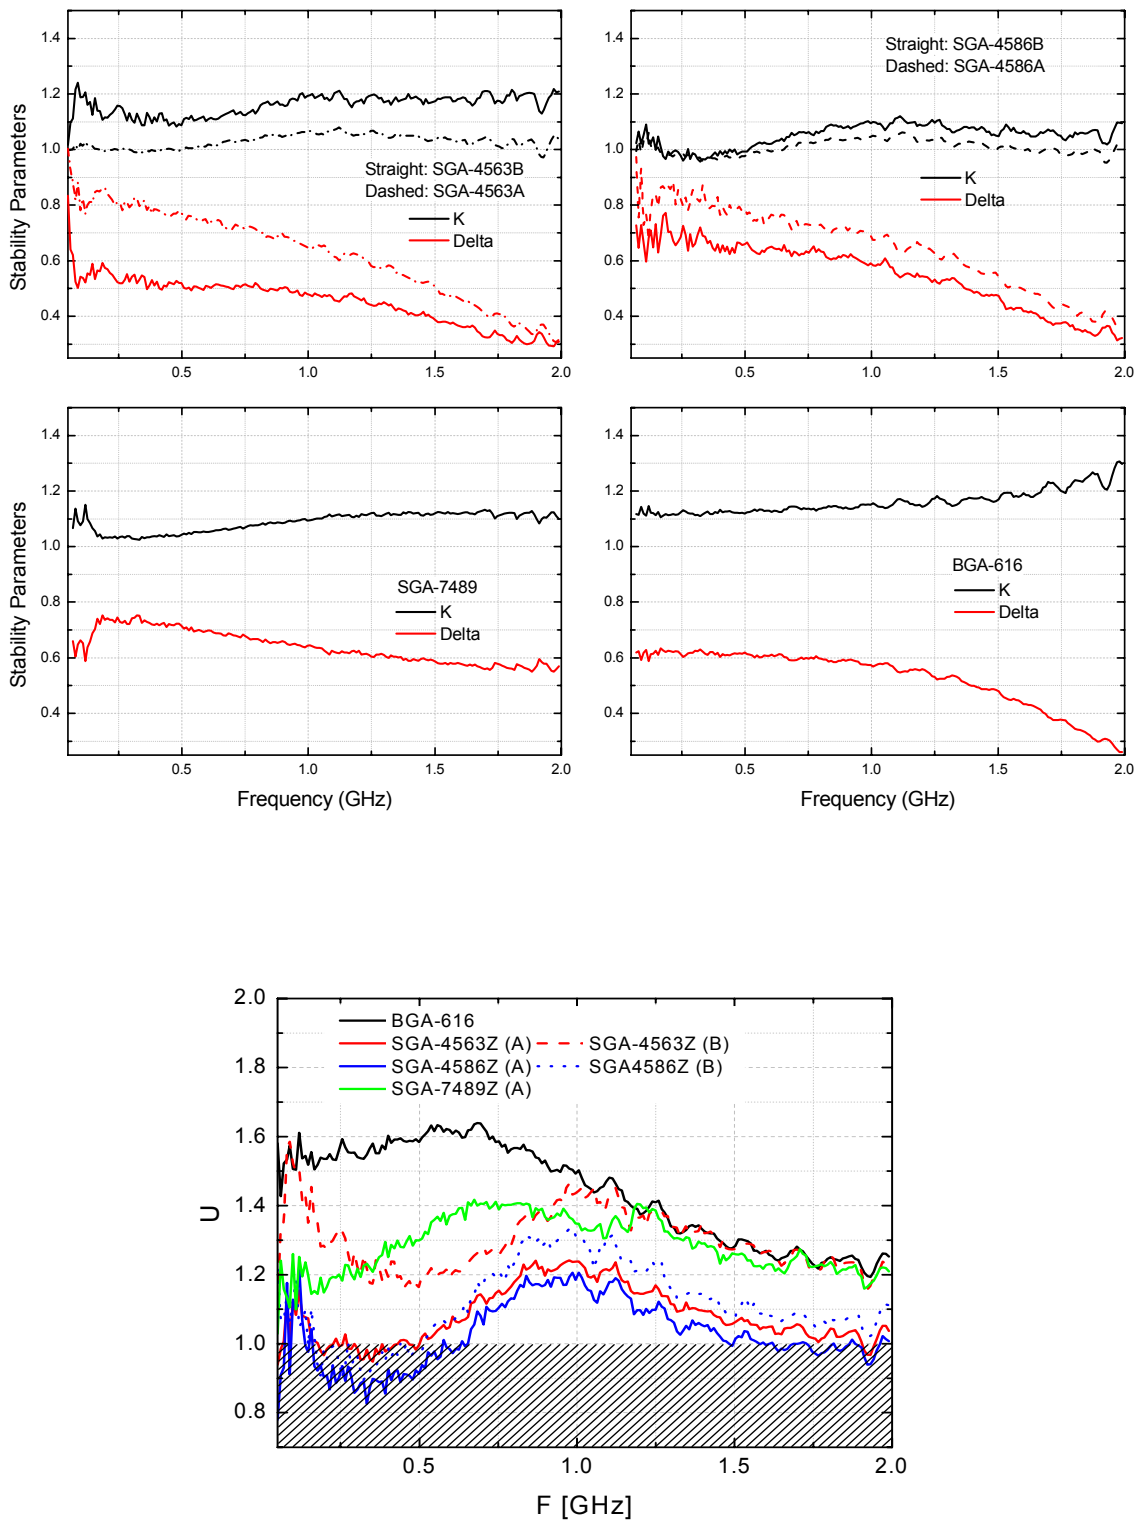 Stability Parameters
1.4
1.2
1.0
0.8
0.6
0.4
Straight: SGA-4563B
Dashed: SGA-4563A
K
Delta
0.5
1.0
1.5
2.0
1.4
1.2
1.0
0.8
0.6
0.4
Straight: SGA-4586B
Dashed: SGA-4586A
K
Delta
0.5
1.0
1.5
2.0
Stability Parameters
1.4
1.2
1.0
0.8
0.6
0.4
SGA-7489
K
Delta
0.5
1.0
1.5
2.0
Frequency (GHz)
1.4
1.2
1.0
0.8
0.6
0.4
BGA-616
K
Delta
0.5
1.0
1.5
2.0
Frequency (GHz)
U
2.0
1.8
1.6
1.4
1.2
1.0
0.8
BGA-616
SGA-4563Z (A)
SGA-4563Z (B)
SGA-4586Z (A)
SGA4586Z (B)
SGA-7489Z (A)
0.5
1.0
1.5
2.0
F [GHz]